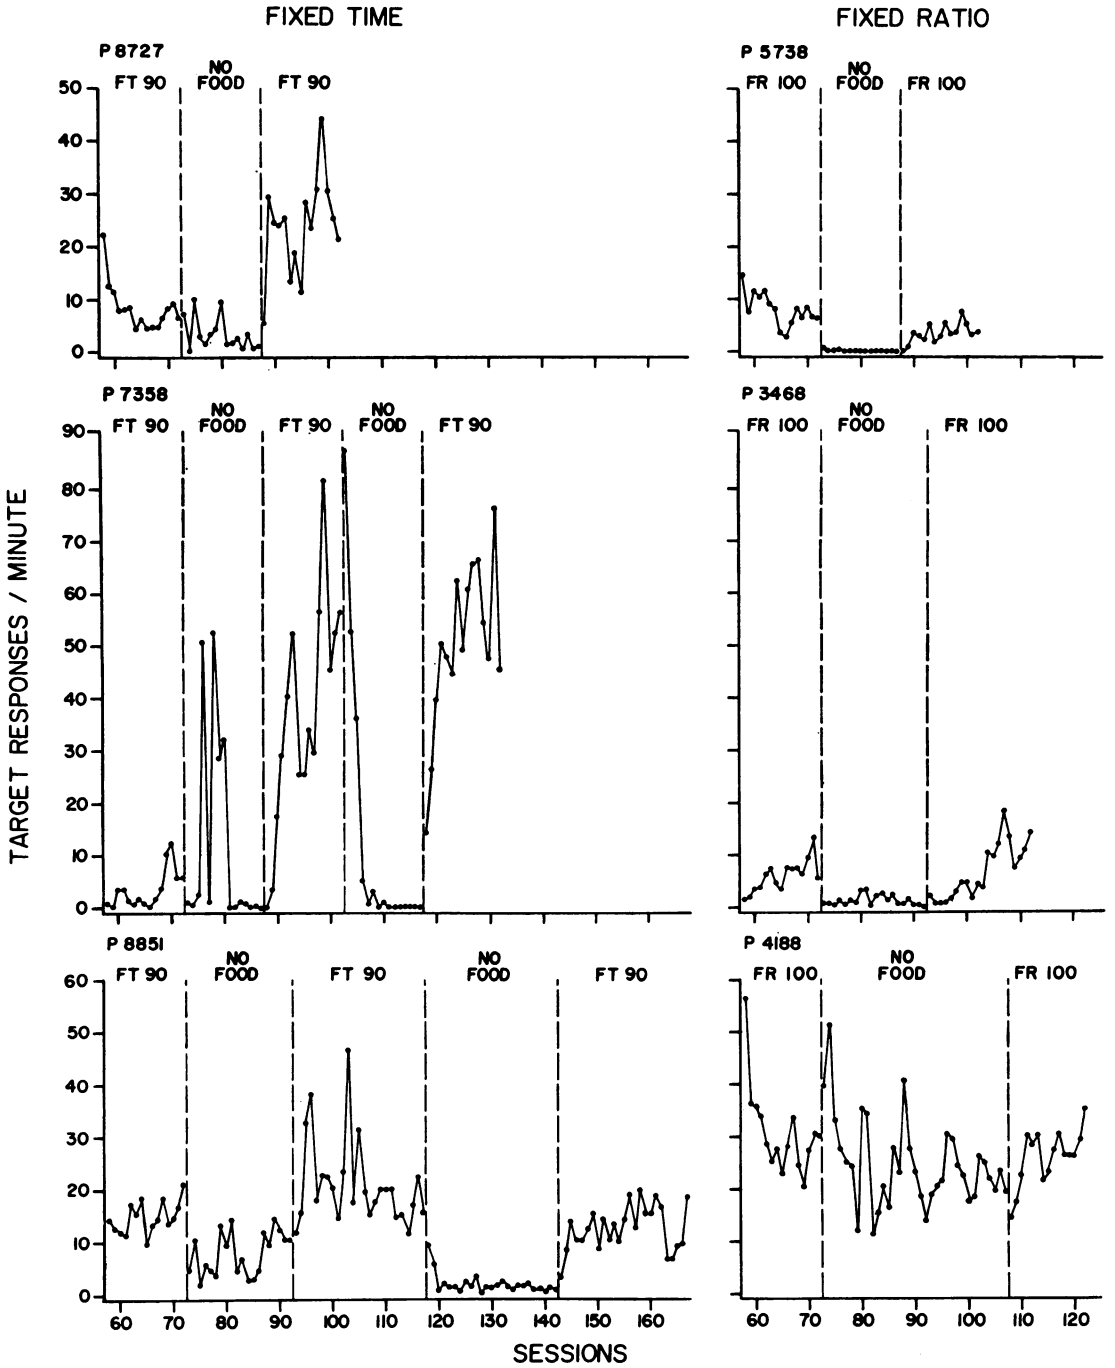 FIXED TIME
FIXED RATIO
P 8727
FT 90
NO
FOOD
FT 90
50
40
30
20
10
0
P 5738
FR 100
NO
FOOD
FR 100
P 7358
FT 90
NO
FOOD
FT 90
NO
FOOD
FT 90
90
80
70
60
50
40
30
20
10
0
P 3468
FR 100
NO
FOOD
FR 100
TARGET RESPONSES / MINUTE
P 8851
FT 90
NO
FOOD
FT 90
NO
FOOD
FT 90
60
50
40
30
20
10
0
60 70 80 90 100 110 120 130 140 150 160
P 4188
FR 100
NO
FOOD
FR 100
60 70 80 90 100 110 120
SESSIONS